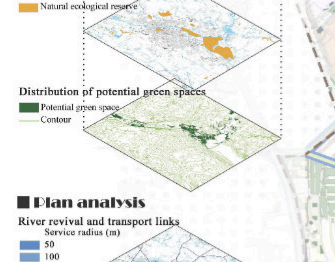 Natural ecological reserve
Distribution of potential green spaces
Potential green space
Contour
Plan analysis
River revival and transport links
Service radius (m)
50
100